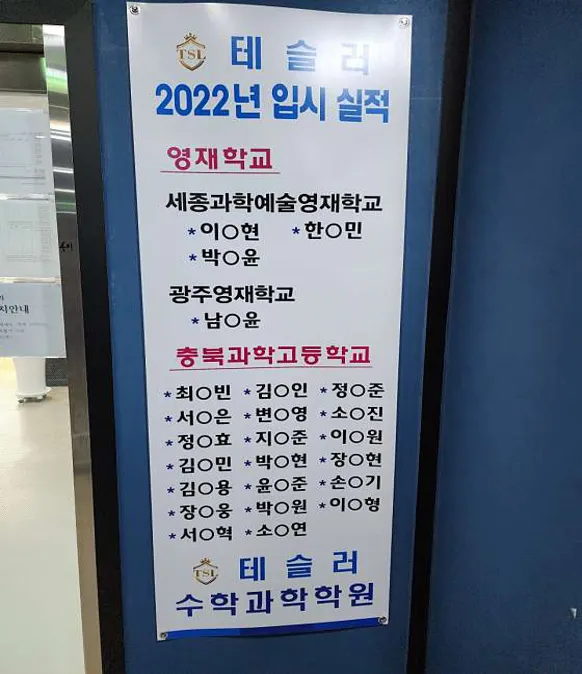 TSL 테슬러
2022년 입시 실적
영재학교
세종과학예술영재학교
*이○현 *한○민
*박○윤
광주영재학교
*남○윤
충북과학고등학교
*최○빈 *김○인 *정○준
*서○은 *변○영 *소○진
*정○효 *지○준 *이○원
*김○민 *박○현 *장○현
*김○용 *윤○준 *손○기
*장○웅 *박○원 *이○형
*서○혁 *소○연
TSL 테슬러
수학과학학원
치안내